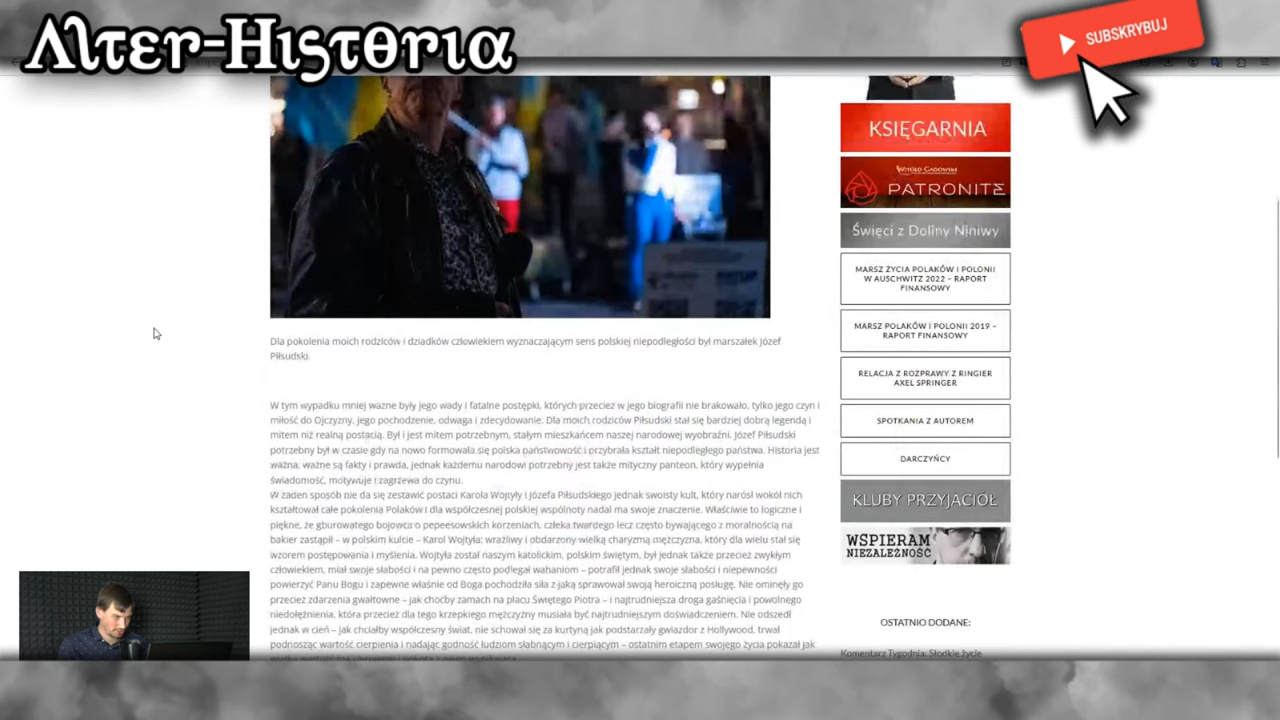 Alter-Historia
SUBSKRYBUJ
Dla pokolenia moich rodziców i dziadków człowiekiem wyznaczającym sens polskiej niepodległości był marszałek Józef
Piłsudski.
W tym wypadku mniej ważne były jego wady i fatalne postępki, których przecież w jego biografii nie brakowało, tylko jego czyn i
miłość do Ojczyzny, jego pochodzenie, odwaga i zdecydowanie. Dla moich rodziców Piłsudski stał się bardziej dobrą legendą i
mitem niż realną postacią. Był i jest mitem potrzebnym, stałym mieszkańcem naszej narodowej wyobraźni. Józef Piłsudski
potrzebny był w czasie gdy na nowo formowała się polska państwowość i przybrała kształt niepodległego państwa. Historia jest
ważna, ważne są fakty i prawda, jednak każdemu narodowi potrzebny jest także mityczny panteon, który wypełnia
świadomość, motywuje i zagrzewa do czynu.
W żaden sposób nie da się zestawić postaci Karola Wojtyły i Józefa Piłsudskiego jednak swoisty kult, który narósł wokół nich
kształtował całe pokolenia Polaków i dla współczesnej polskiej wspólnoty nadal ma swoje znaczenie. Właściwie to logiczne i
piękne, że gburowatego bojowca o pepeesowskich korzeniach, człeka twardego lecz często bywającego z moralnością na
bakier zastąpił – w polskim kulcie – Karol Wojtyła; wrażliwy i obdarzony wielką charyzmą mężczyzna, który dla wielu stał się
wzorem postępowania i myślenia. Wojtyła został naszym katolickim, polskim świętym, był jednak także przecież zwykłym
człowiekiem, miał swoje słabości i na pewno często podlegał wahaniom – potrafił jednak swoje słabości i niepewności
powierzyć Panu Bogu i zapewne właśnie od Boga pochodziła siła z jaką sprawował swoją heroiczną posługę. Nie ominęły go
przecież zdarzenia gwałtowne – jak choćby zamach na placu Świętego Piotra – i najtrudniejsza droga gaśnięcia i powolnego
niedołężnienia, która przecież dla tego krzepkiego mężczyzny musiała być najtrudniejszym doświadczeniem. Nie odszedł
jednak w cień – jak chciałby współczesny świat, nie schował się za kurtyną jak podstarzały gwiazdor z Hollywood, trwał
podnosząc wartość cierpienia i nadając godność ludziom słabnącym i cierpiącym – ostatnim etapem swojego życia pokazał jak
KSIĘGARNIA
Witold Gadowski
PATRONITE
Święci z Doliny Niniwy
MARSZ ŻYCIA POLAKÓW I POLONII
W AUSCHWITZ 2022 – RAPORT
FINANSOWY
MARSZ POLAKÓW I POLONII 2019 –
RAPORT FINANSOWY
RELACJA Z ROZPRAWY Z RINGIER
AXEL SPRINGER
SPOTKANIA Z AUTOREM
DARCZYŃCY
KLUBY PRZYJACIÓŁ
WSPIERAM
NIEZALEŻNOŚĆ
OSTATNIO DODANE:
Komentarz Tygodnia: Słodkie życie